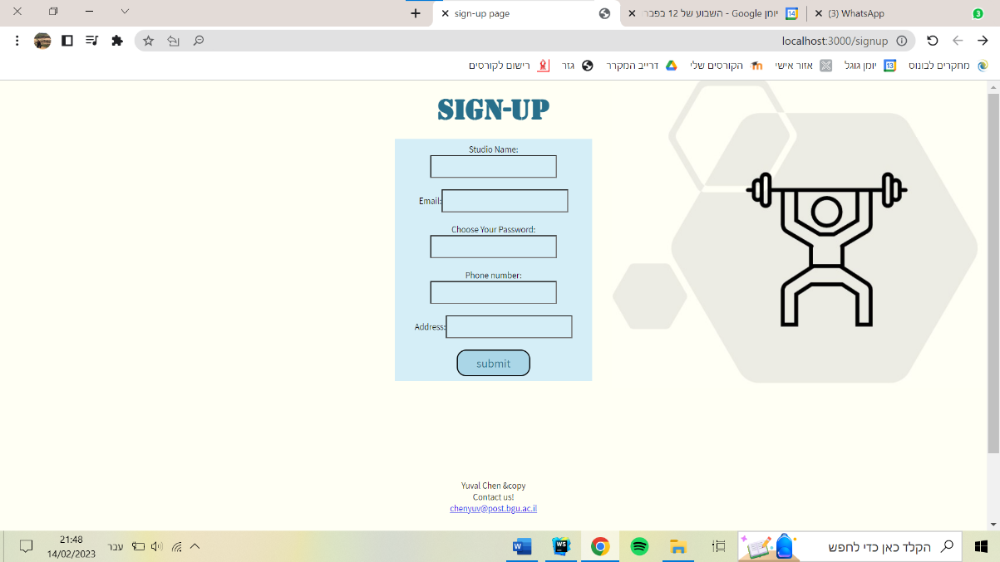 sign-up page
יומן Google - השבוע של 12 בפבר
(3) WhatsApp
3
localhost:3000/signup
מחקרים לבונוס
יומן גוגל
אזור אישי
הקורסים שלי
דרייב המקרר
גזר
רישום לקורסים
SIGN-UP
Studio Name:
Email:
Choose Your Password:
Phone number:
Address:
submit
Yuval Chen &copy
Contact us!
chenyuv@post.bgu.ac.il
21:48
14/02/2023
עבר
הקלד כאן כדי לחפש